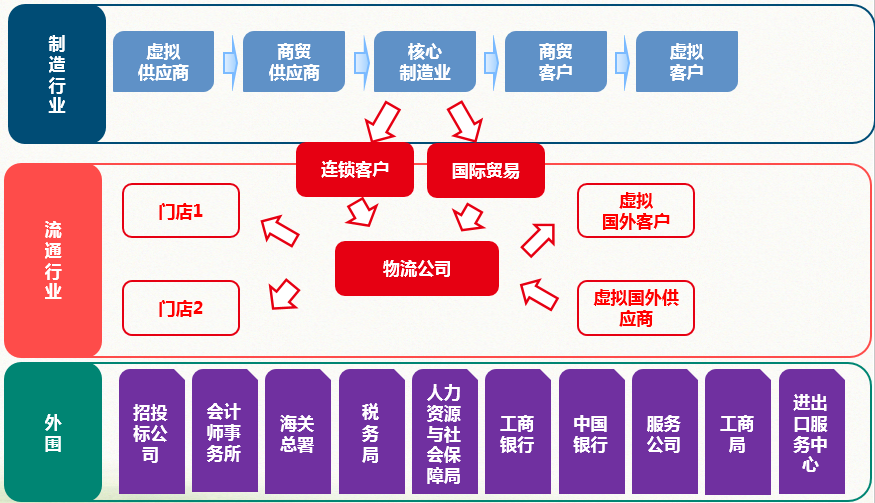 制
造
行
业
虚拟
供应商
商贸
供应商
核心
制造业
商贸
客户
虚拟
客户
流
通
行
业
连锁客户
国际贸易
门店1
虚拟
国外客户
物流公司
门店2
虚拟国外供
应商
外
围
招投
标公
司
会计
师事
务所
海关
总署
税
务
局
人力
资源
与社
会保
障局
工商
银行
中国
银行
服务
公司
工商
局
进出
口服
务中
心